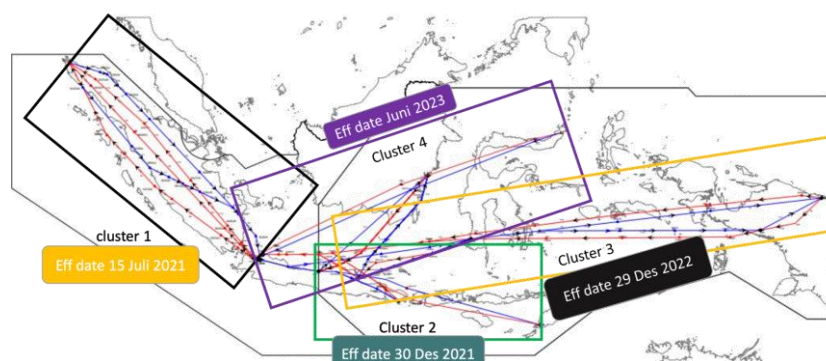 Eff date Juni 2023
Cluster 4
cluster 1
Eff date 15 Juli 2021
Cluster 3
Eff date 29 Des 2022
Cluster 2
Eff date 30 Des 2021